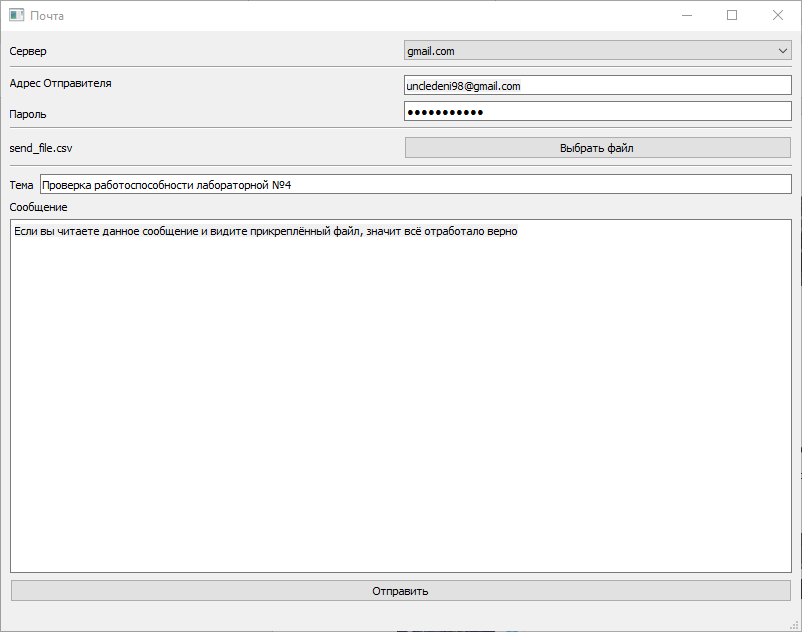 Почта
Сервер gmail.com
Адрес Отправителя uncledeni98@gmail.com
Пароль ●●●●●●●●●●●
send_file.csv Выбрать файл
Тема Проверка работоспособности лабораторной №4
Сообщение
Если вы читаете данное сообщение и видите прикреплённый файл, значит всё отработало верно
Отправить